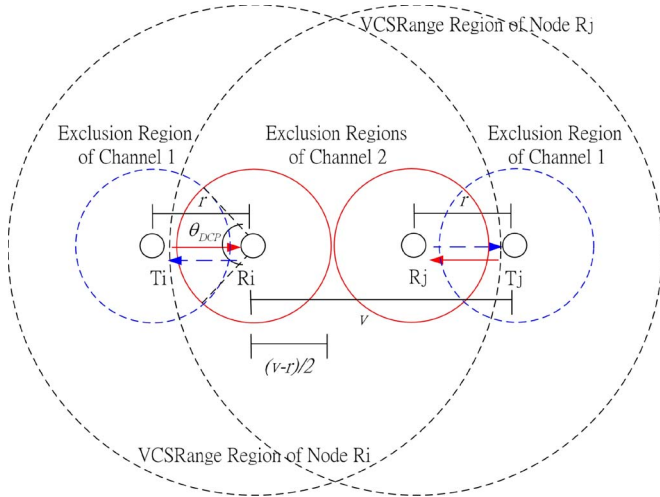 VCSRange Region of Node Rj
Exclusion Region
of Channel 1
Exclusion Regions
of Channel 2
Exclusion Region
of Channel 1
r
r
θDCP
Ti
Ri
Rj
Tj
v
(v-r)/2
VCSRange Region of Node Ri